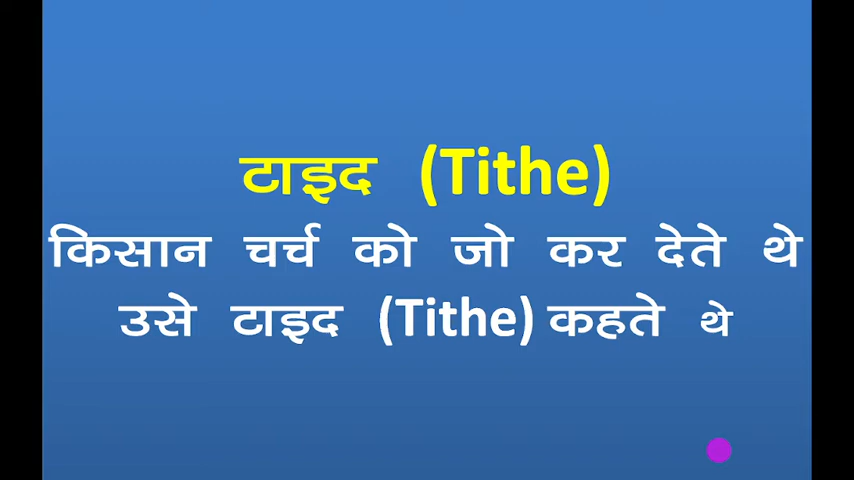 टाइद (Tithe)
किसान चर्च को जो कर देते थे
उसे टाइद (Tithe) कहते थे